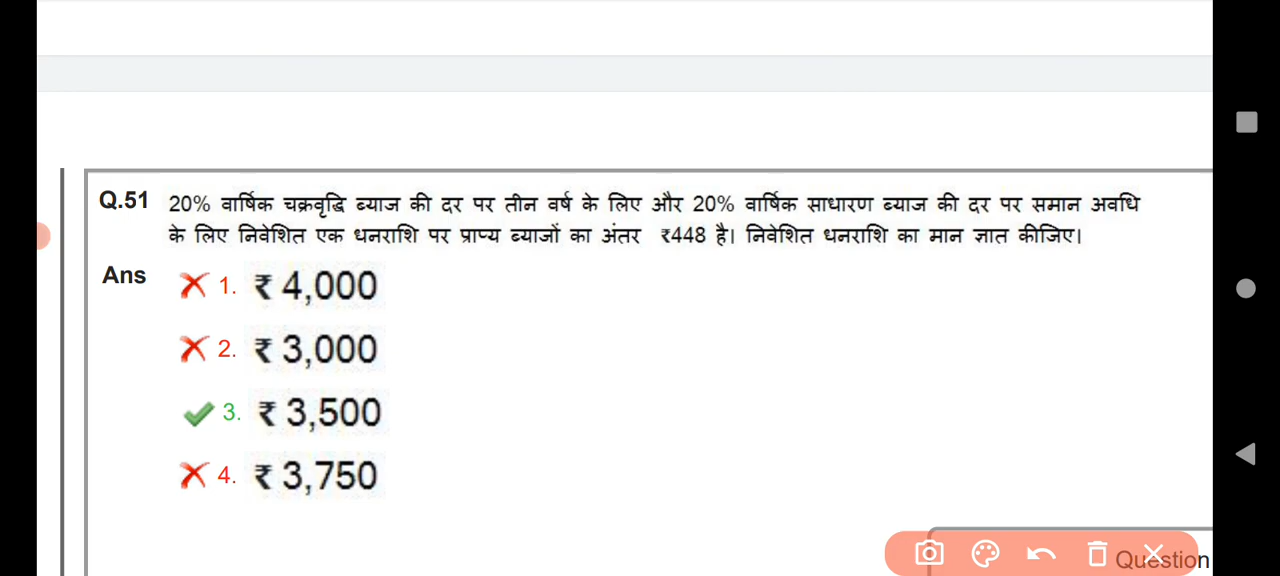 Q.51 20% वार्षिक चक्रवृद्धि ब्याज की दर पर तीन वर्ष के लिए और 20% वार्षिक साधारण ब्याज की दर पर समान अवधि
के लिए निवेशित एक धनराशि पर प्राप्य ब्याजों का अंतर ₹448 है। निवेशित धनराशि का मान ज्ञात कीजिए।
Ans 1. ₹ 4,000
2. ₹ 3,000
3. ₹ 3,500
4. ₹ 3,750
Question